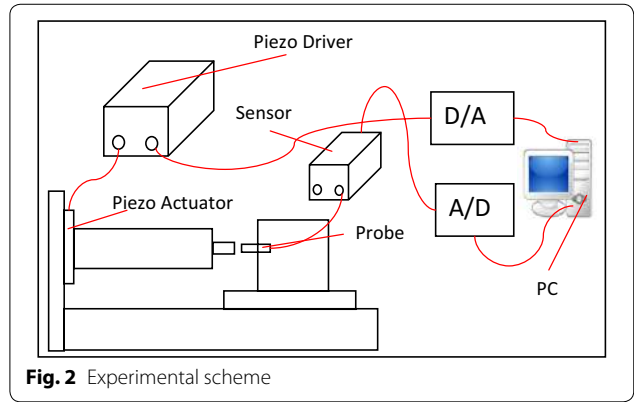 Piezo Driver
Sensor
D/A
Piezo Actuator
A/D
Probe
PC
Fig. 2 Experimental scheme